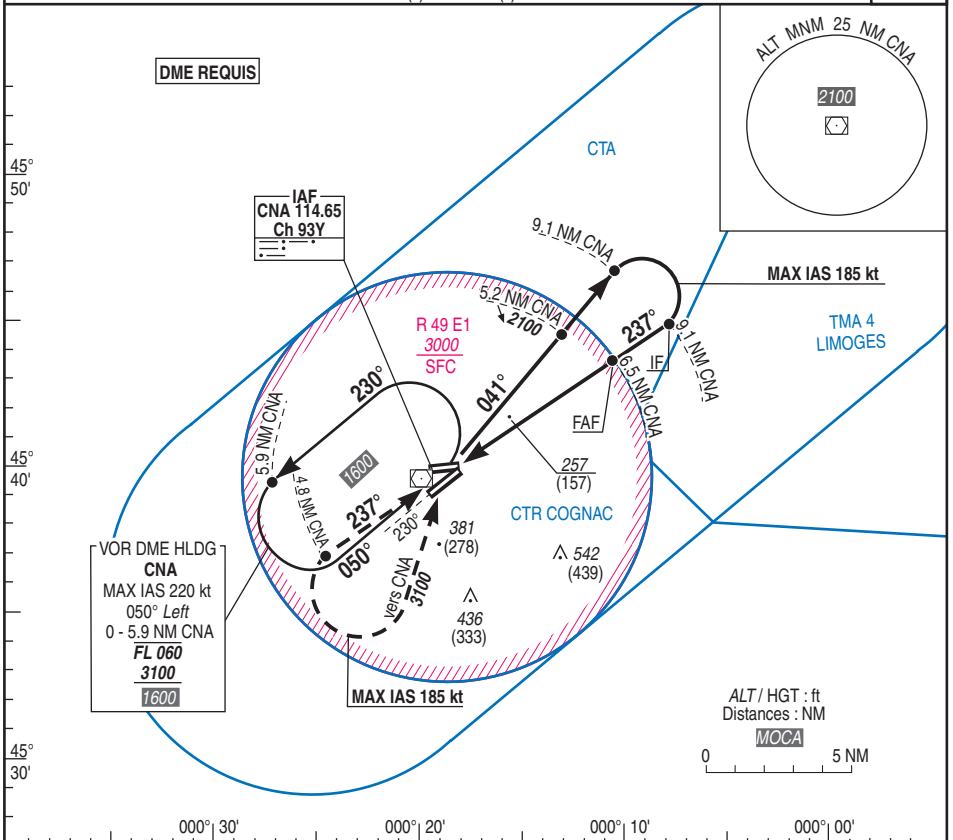 DME REQUIS
ALT MNM 25 NM CNA
2100
CTA
45°
50'
IAF
CNA 114.65
Ch 93Y
9.1 NM CNA
MAX IAS 185 kt
5.2 NM CNA
2100
R 49 E1
3000
SFC
237°
IF
9.1 NM CNA
TMA 4
LIMOGES
6.5 NM CNA
FAF
041°
230°
5.9 NM CNA
45°
40'
1600
4.8 NM CNA
237°
050°
230°
257
(157)
CTR COGNAC
381
(278)
542
(439)
vers CNA
3100
436
(333)
VOR DME HLDG
CNA
MAX IAS 220 kt
050° Left
0 - 5.9 NM CNA
FL 060
3100
1600
MAX IAS 185 kt
ALT / HGT : ft
Distances : NM
MOCA
0 5 NM
45°
30'
000°30' 000°20' 000°10' 000°00'